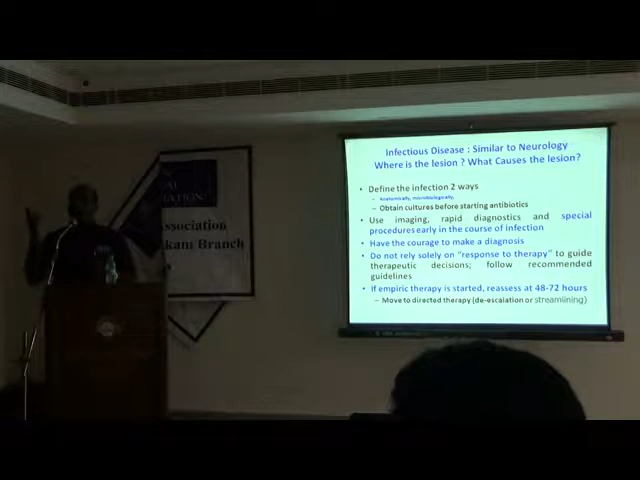 Infectious Disease : Similar to Neurology
Where is the lesion ? What Causes the lesion?
• Define the infection 2 ways
– Anatomically, microbiologically,
– Obtain cultures before starting antibiotics
• Use imaging, rapid diagnostics and special
procedures early in the course of infection
• Have the courage to make a diagnosis
• Do not rely solely on "response to therapy" to guide
therapeutic decisions; follow recommended
guidelines
• If empiric therapy is started, reassess at 48-72 hours
– Move to directed therapy (de-escalation or streamlining)
ssociation
kam Branch